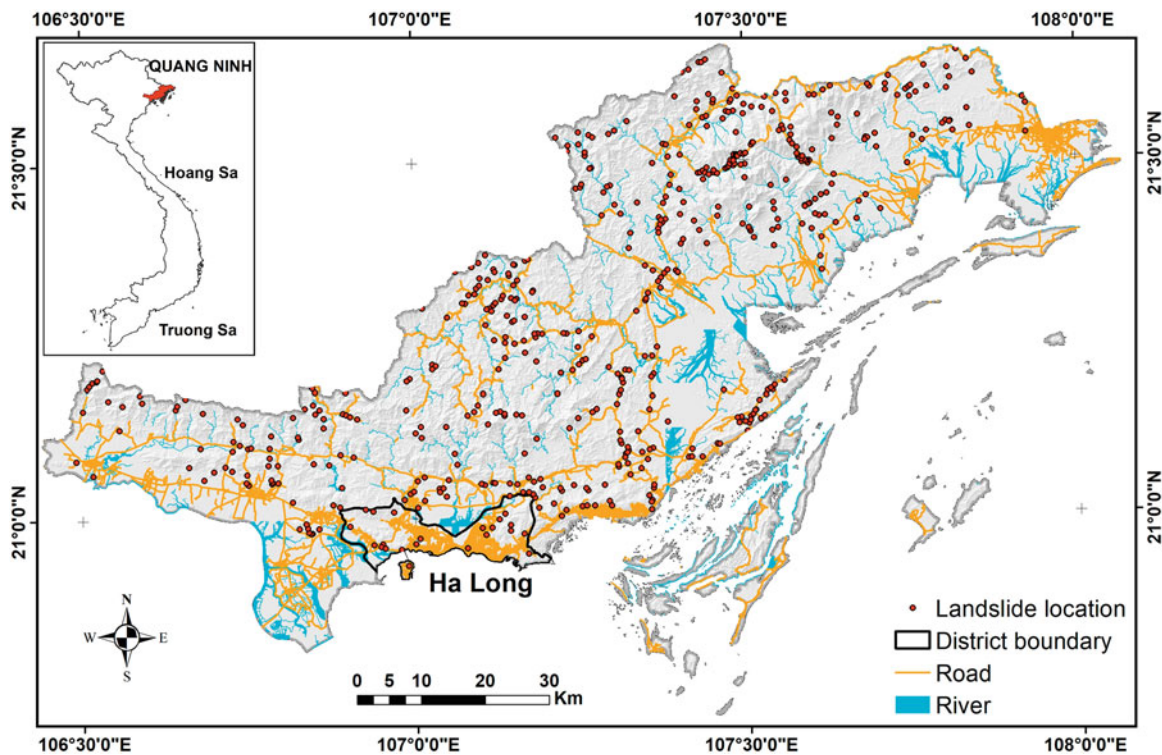 106°30'0"E 107°0'0"E 107°30'0"E 108°0'0"E
QUANG NINH
Hoang Sa
Truong Sa
21°30'0"N
21°30'0"N
21°0'0"N
21°0'0"N
Ha Long
N
W E
S
0 5 10 20 30
Km
Landslide location
District boundary
Road
River
106°30'0"E 107°0'0"E 107°30'0"E 108°0'0"E